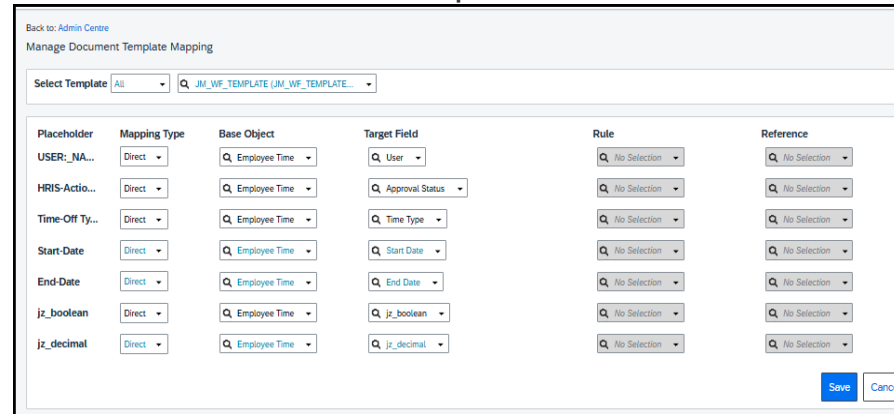 Back to: Admin Centre
Manage Document Template Mapping
Select Template All JM_WF_TEMPLATE (JM_WF_TEMPLATE...
Placeholder Mapping Type Base Object Target Field Rule Reference
USER:_NA... Direct Employee Time User No Selection No Selection
HRIS-Actio... Direct Employee Time Approval Status No Selection No Selection
Time-Off Ty... Direct Employee Time Time Type No Selection No Selection
Start-Date Direct Employee Time Start Date No Selection No Selection
End-Date Direct Employee Time End Date No Selection No Selection
jz_boolean Direct Employee Time jz_boolean No Selection No Selection
jz_decimal Direct Employee Time jz_decimal No Selection No Selection
Save Cance